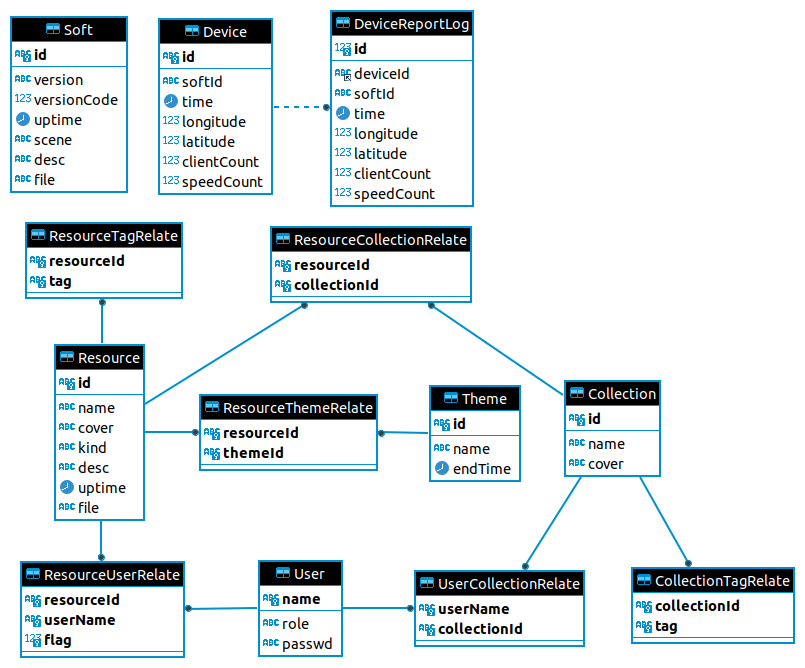 Soft
id
version
versionCode
uptime
scene
desc
file
Device
id
softId
time
longitude
latitude
clientCount
speedCount
DeviceReportLog
id
deviceId
softId
time
longitude
latitude
clientCount
speedCount
ResourceTagRelate
resourceId
tag
ResourceCollectionRelate
resourceId
collectionId
Resource
id
name
cover
kind
desc
uptime
file
ResourceThemeRelate
resourceId
themeId
Theme
id
name
endTime
Collection
id
name
cover
ResourceUserRelate
resourceId
userName
flag
User
name
role
passwd
UserCollectionRelate
userName
collectionId
CollectionTagRelate
collectionId
tag